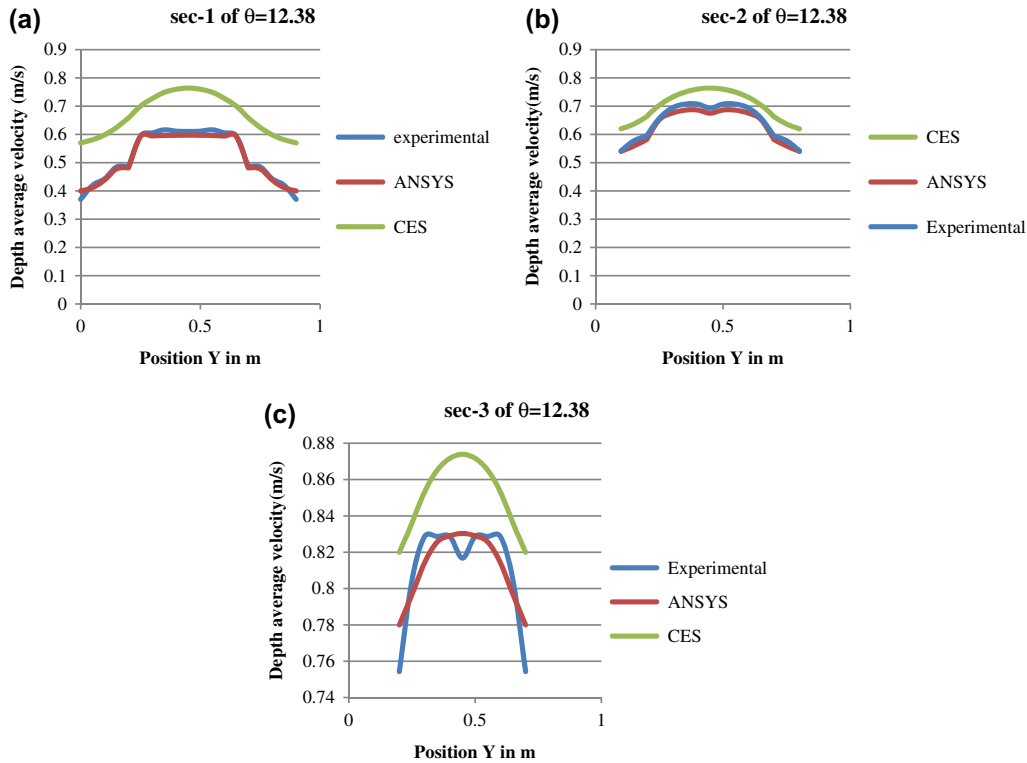 (a)
sec-1 of θ=12.38
Depth average velocity (m/s)
0.9
0.8
0.7
0.6
0.5
0.4
0.3
0.2
0.1
0
0 0.5 1
Position Y in m
experimental
ANSYS
CES
(b)
sec-2 of θ=12.38
Depth average velocity(m/s)
0.9
0.8
0.7
0.6
0.5
0.4
0.3
0.2
0.1
0
0 0.5 1
Position Y in m
CES
ANSYS
Experimental
(c)
sec-3 of θ=12.38
Depth average velocity(m/s)
0.88
0.86
0.84
0.82
0.8
0.78
0.76
0.74
0 0.5 1
Position Y in m
Experimental
ANSYS
CES